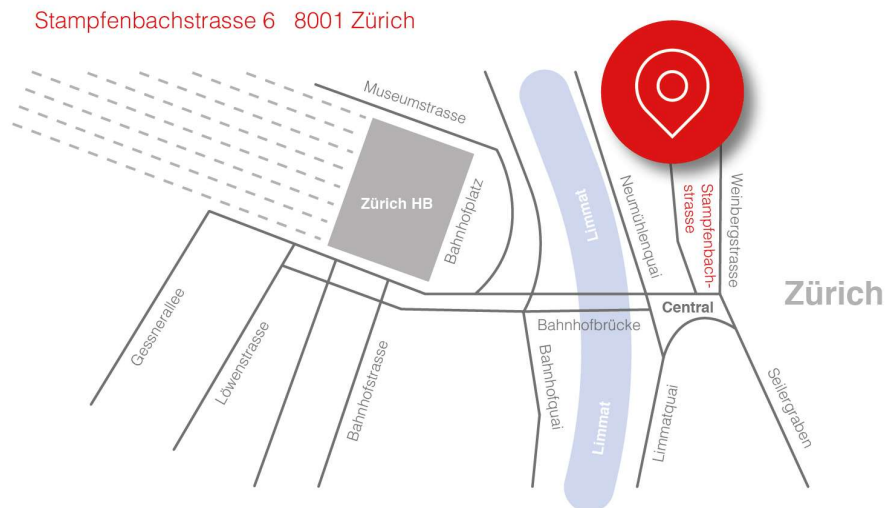 Stampfenbachstrasse 6 8001 Zürich
Museumstrasse
Zürich HB
Bahnhofplatz
Limmat
Neumühlenquai
Stampfenbach-
strasse
Weinbergstrasse
Zürich
Central
Bahnhofbrücke
Gessnerallee
Löwenstrasse
Bahnhofstrasse
Bahnhofquai
Limmat
Limmatquai
Seilergraben